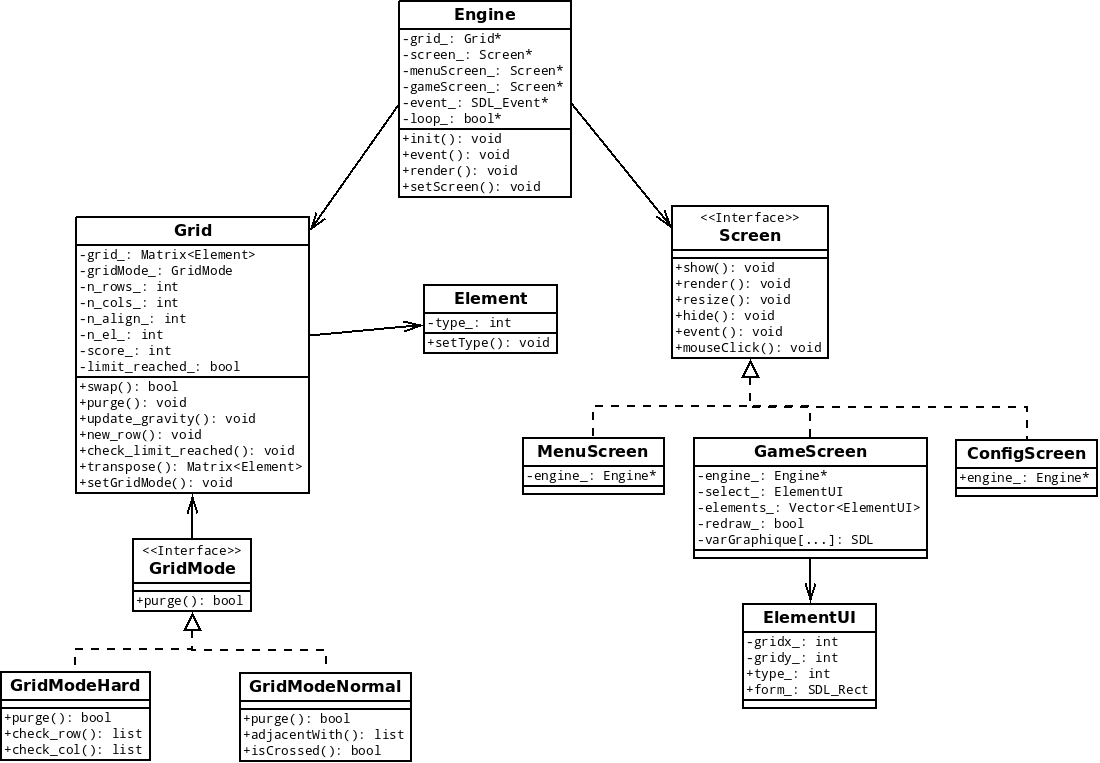 Engine
-grid_: Grid*
-screen_: Screen*
-menuScreen_: Screen*
-gameScreen_: Screen*
-event_: SDL_Event*
-loop_: bool*
+init(): void
+event(): void
+render(): void
+setScreen(): void
Grid
-grid_: Matrix<Element>
-gridMode_: GridMode
-n_rows_: int
-n_cols_: int
-n_align_: int
-n_el_: int
-score_: int
-limit_reached_: bool
+swap(): bool
+purge(): void
+update_gravity(): void
+new_row(): void
+check_limit_reached(): void
+transpose(): Matrix<Element>
+setGridMode(): void
Element
-type_: int
+setType(): void
<<Interface>>
Screen
+show(): void
+render(): void
+resize(): void
+hide(): void
+event(): void
+mouseClick(): void
MenuScreen
-engine_: Engine*
GameScreen
-engine_: Engine*
-select_: ElementUI
-elements_: Vector<ElementUI>
-redraw_: bool
-varGraphique[...]: SDL
ConfigScreen
+engine_: Engine*
<<Interface>>
GridMode
+purge(): bool
ElementUI
-gridx_: int
-gridy_: int
+type_: int
+form_: SDL_Rect
GridModeHard
+purge(): bool
+check_row(): list
+check_col(): list
GridModeNormal
+purge(): bool
+adjacentWith(): list
+isCrossed(): bool